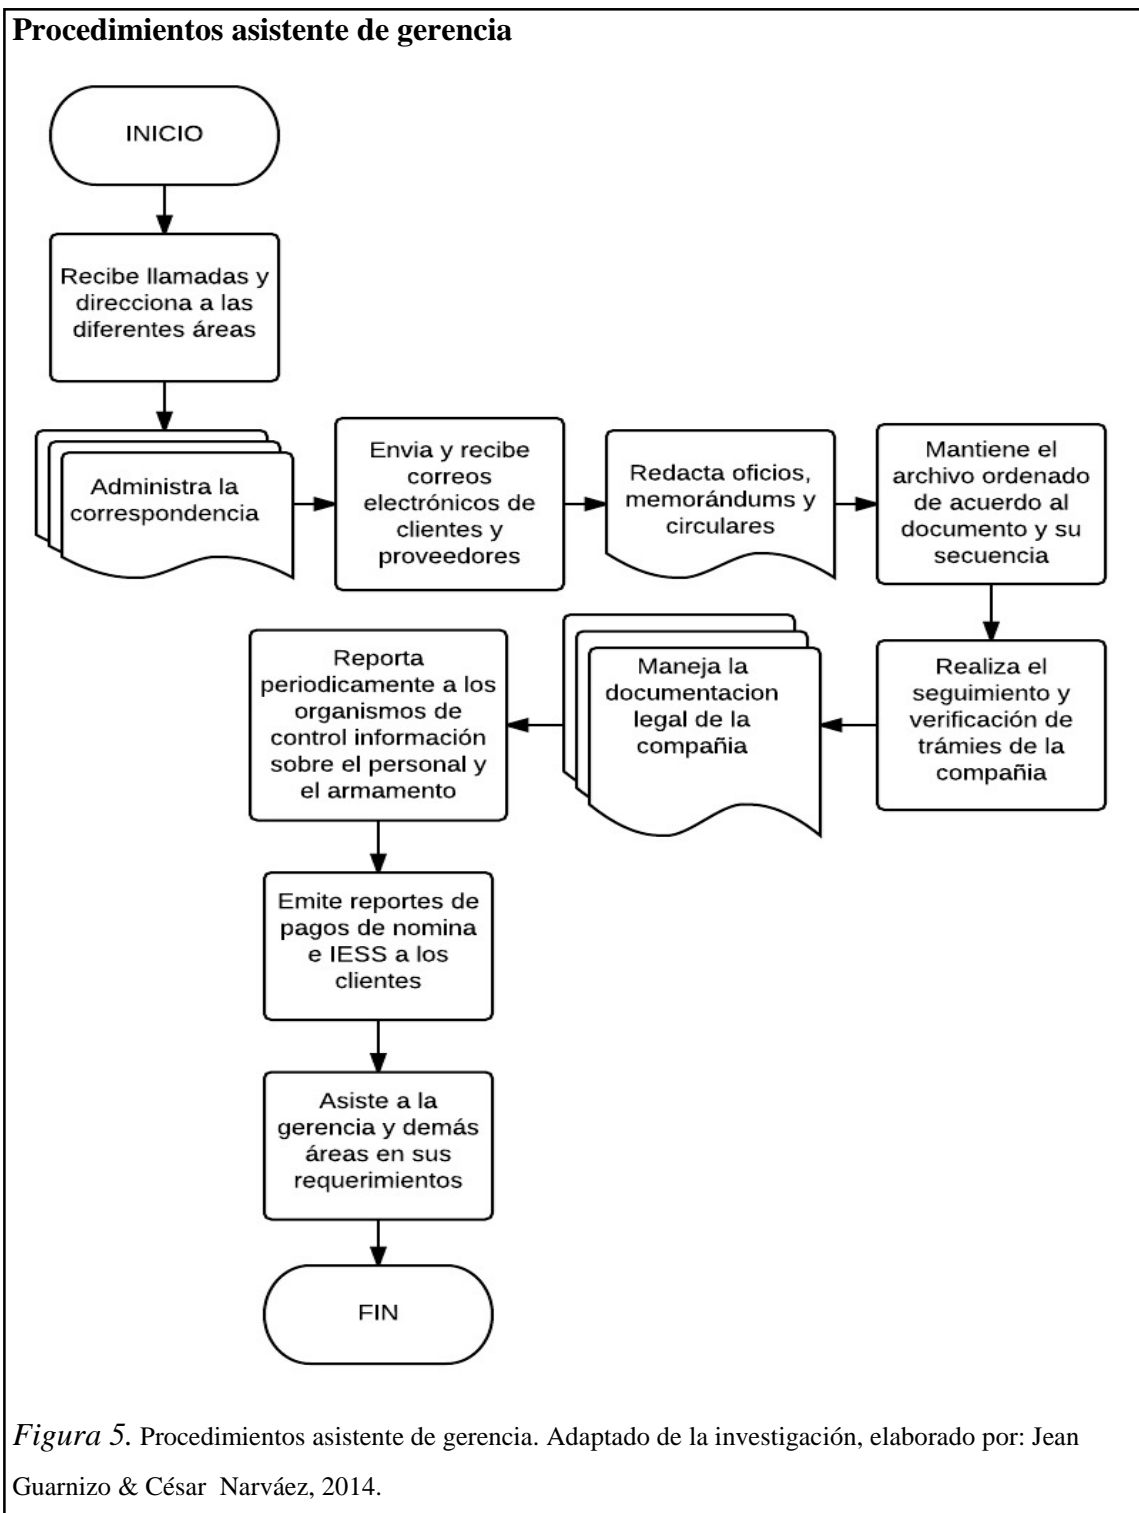 Procedimientos asistente de gerencia
INICIO
Recibe llamadas y
direcciona a las
diferentes áreas
Administra la
correspondencia
Envia y recibe
correos
electrónicos de
clientes y
proveedores
Redacta oficios,
memorándums y
circulares
Mantiene el
archivo ordenado
de acuerdo al
documento y su
secuencia
Realiza el
seguimiento y
verificación de
trámies de la
compañia
Maneja la
documentacion
legal de la
compañia
Reporta
periodicamente a los
organismos de
control información
sobre el personal y
el armamento
Emite reportes de
pagos de nomina
e IESS a los
clientes
Asiste a la
gerencia y demás
áreas en sus
requerimientos
FIN
Figura 5. Procedimientos asistente de gerencia. Adaptado de la investigación, elaborado por: Jean
Guarnizo & César  Narváez, 2014.